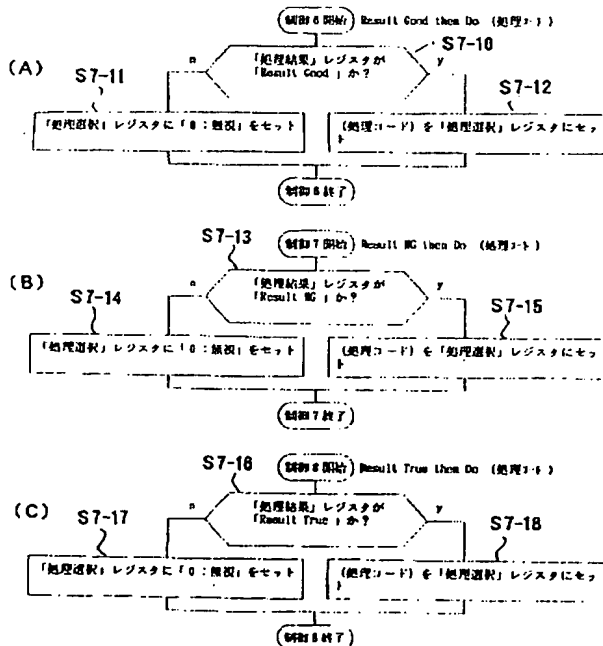 制御6開始 Result Good them Do (処理コード)
S7-10
(A)
n
「処理結果」レジスタが
「Result Good」か?
y
S7-11
S7-12
「処理選択」レジスタに「0:無視」をセット
(処理コード)を「処理選択」レジスタにセッ
ト
制御6終了
S7-13
制御7開始 Result NG then Do (処理コート)
(B)
n
「処理結果」レジスタが
「Result NG」か?
y
S7-14
S7-15
「処理選択」レジスタに「0:無視」をセット
(処理コード)を「処理選択」レジスタにセッ
ト
制御7終了
S7-16
制御8開始 Result True them Do (処理コード)
(C)
n
「処理結果」レジスタが
「Result True」か?
y
S7-17
S7-18
「処理選択」レジスタに「0:無視」をセット
(処理コード)を「処理選択」レジスタにセッ
ト
制御8終了